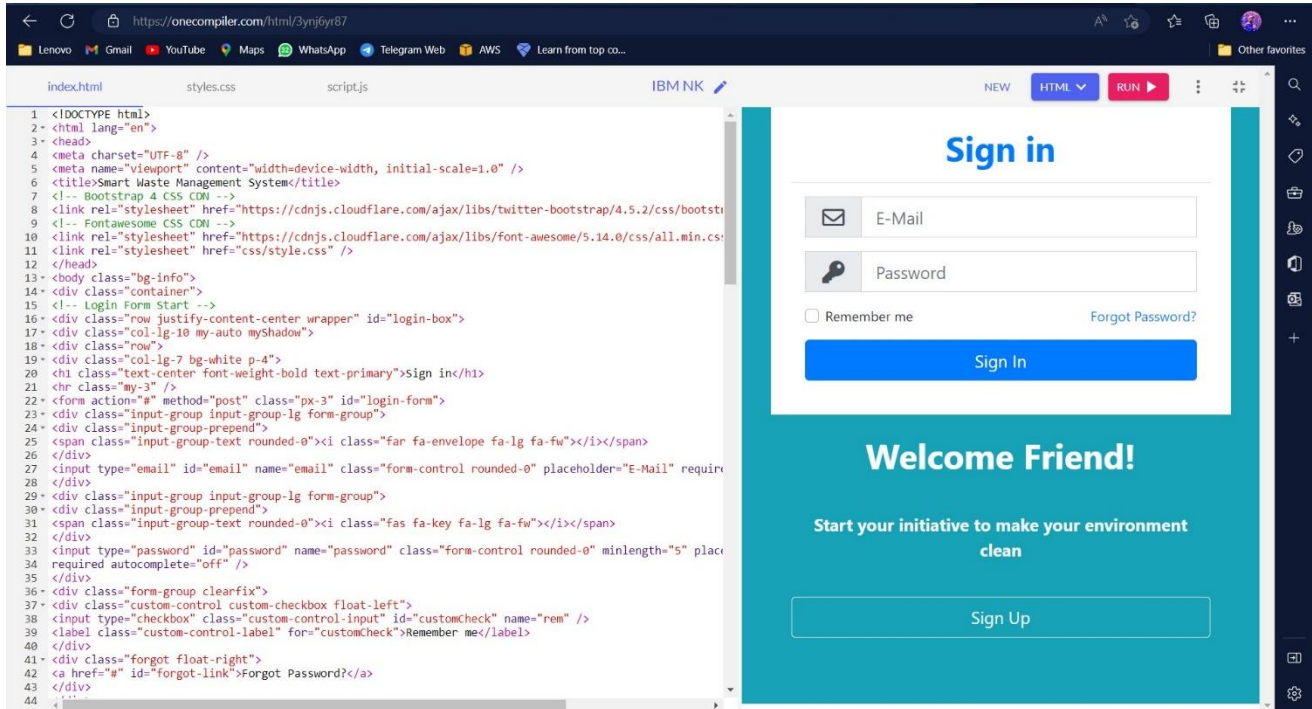 https://onecompiler.com/html/3ynj6yr87
Lenovo Gmail YouTube Maps WhatsApp Telegram Web AWS Learn from top co... Other favorites
index.html styles.css script.js IBM NK NEW HTML RUN
1 <!DOCTYPE html>
2 <html lang="en">
3 <head>
4 <meta charset="UTF-8" />
5 <meta name="viewport" content="width=device-width, initial-scale=1.0" />
6 <title>Smart Waste Management System</title>
7 <!-- Bootstrap 4 CSS CDN -->
8 <link rel="stylesheet" href="https://cdnjs.cloudflare.com/ajax/libs/twitter-bootstrap/4.5.2/css/bootstr
9 <!-- Fontawesome CSS CDN -->
10 <link rel="stylesheet" href="https://cdnjs.cloudflare.com/ajax/libs/font-awesome/5.14.0/css/all.min.cs
11 <link rel="stylesheet" href="css/style.css" />
12 </head>
13 <body class="bg-info">
14 <div class="container">
15 <!-- Login Form Start -->
16 <div class="row justify-content-center wrapper" id="login-box">
17 <div class="col-lg-10 my-auto myShadow">
18 <div class="row">
19 <div class="col-lg-7 bg-white p-4">
20 <h1 class="text-center font-weight-bold text-primary">Sign in</h1>
21 <hr class="my-3" />
22 <form action="#" method="post" class="px-3" id="login-form">
23 <div class="input-group input-group-lg form-group">
24 <div class="input-group-prepend">
25 <span class="input-group-text rounded-0"><i class="far fa-envelope fa-lg fa-fw"></i></span>
26 </div>
27 <input type="email" id="email" name="email" class="form-control rounded-0" placeholder="E-Mail" require
28 </div>
29 <div class="input-group input-group-lg form-group">
30 <div class="input-group-prepend">
31 <span class="input-group-text rounded-0"><i class="fas fa-key fa-lg fa-fw"></i></span>
32 </div>
33 <input type="password" id="password" name="password" class="form-control rounded-0" minlength="5" place
34 required autocomplete="off" />
35 </div>
36 <div class="form-group clearfix">
37 <div class="custom-control custom-checkbox float-left">
38 <input type="checkbox" class="custom-control-input" id="customCheck" name="rem" />
39 <label class="custom-control-label" for="customCheck">Remember me</label>
40 </div>
41 <div class="forgot float-right">
42 <a href="#" id="forgot-link">Forgot Password?</a>
43 </div>
44
Sign in
E-Mail
Password
Remember me Forgot Password?
Sign In
Welcome Friend!
Start your initiative to make your environment
clean
Sign Up